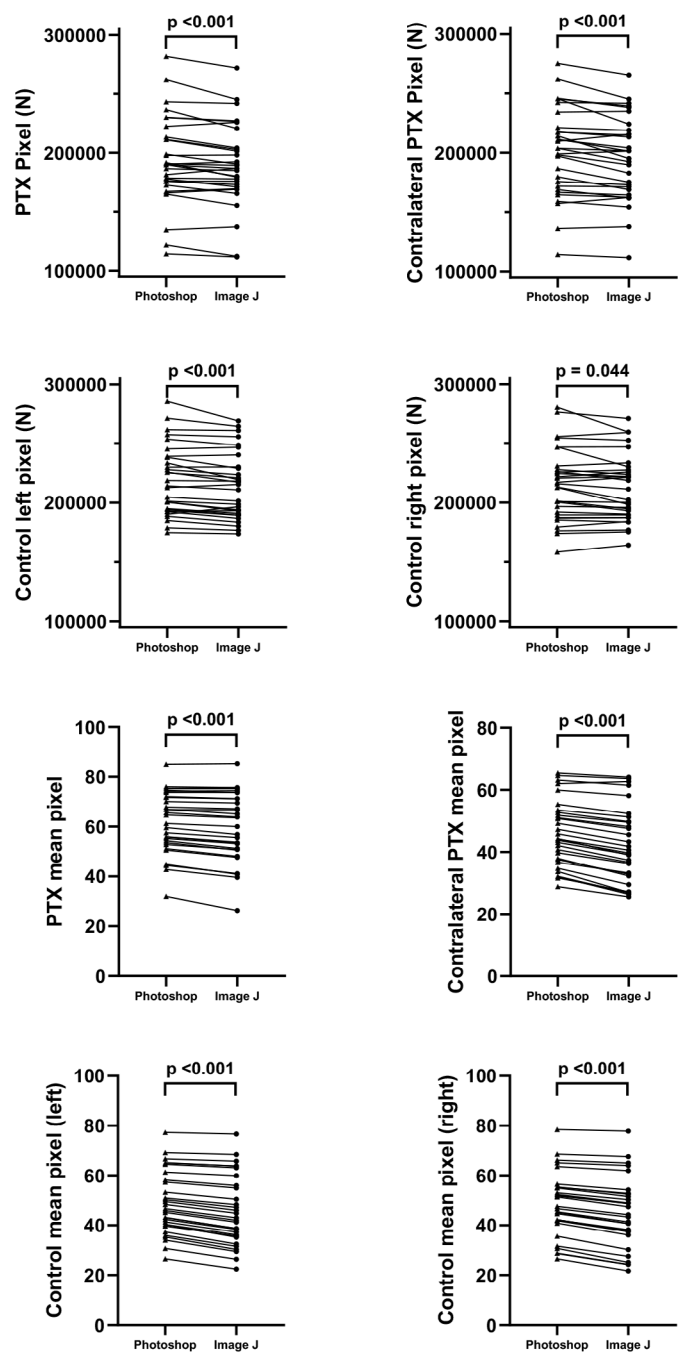 p <0.001
300000
200000
100000
PTX Pixel (N)
Photoshop
Image J
p <0.001
300000
200000
100000
Contralateral PTX Pixel (N)
Photoshop
Image J
p <0.001
300000
200000
100000
Control left pixel (N)
Photoshop
Image J
p = 0.044
300000
200000
100000
Control right pixel (N)
Photoshop
Image J
p <0.001
100
80
60
40
20
0
PTX mean pixel
Photoshop
Image J
p <0.001
80
60
40
20
0
Contralateral PTX mean pixel
Photoshop
Image J
p <0.001
100
80
60
40
20
0
Control mean pixel (left)
Photoshop
Image J
p <0.001
100
80
60
40
20
0
Control mean pixel (right)
Photoshop
Image J